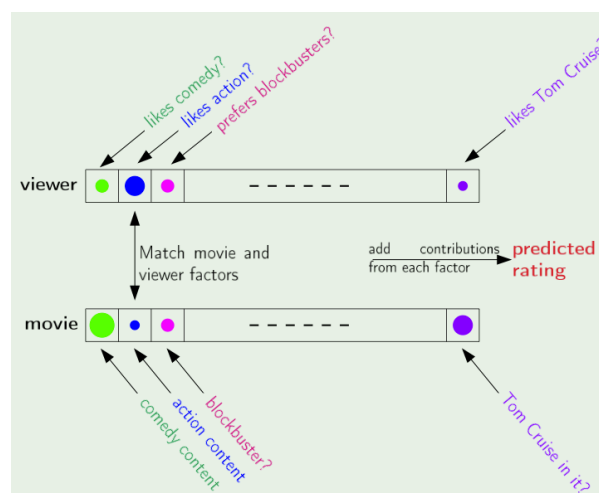 likes comedy?
likes action?
prefers blockbusters?
likes Tom Cruise?
viewer
Match movie and
viewer factors
add contributions
from each factor
predicted
rating
movie
comedy content
action content
blockbuster?
Tom Cruise in it?